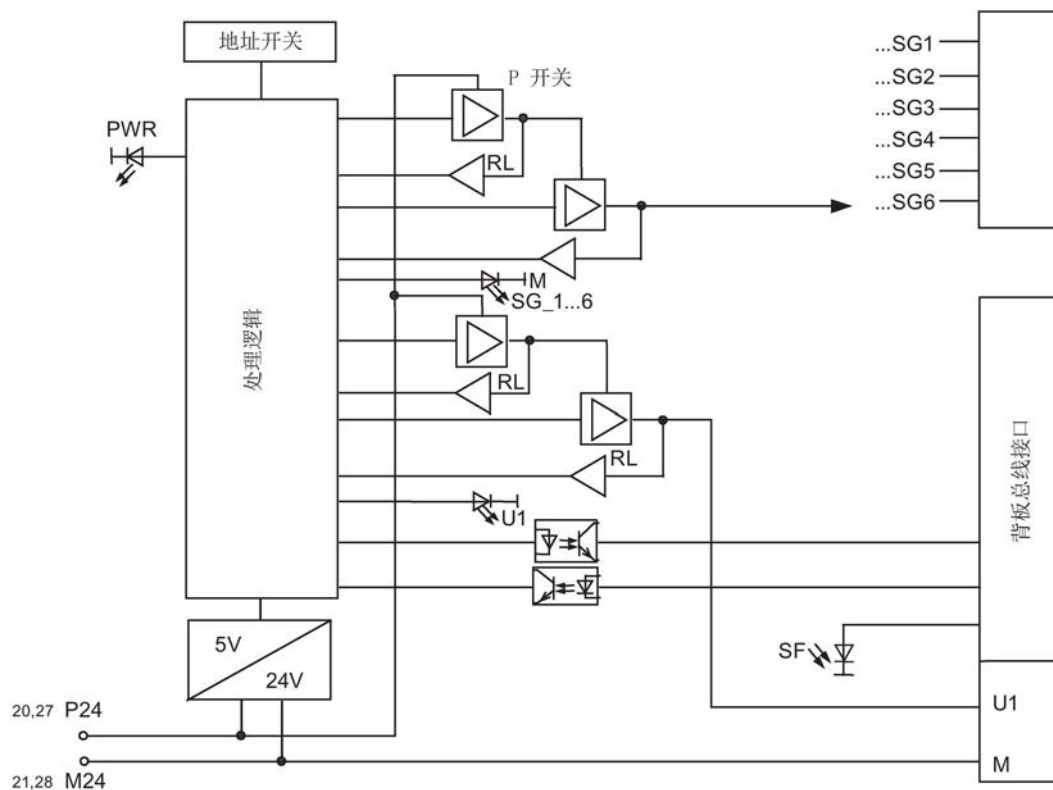 地址开关
P 开关
...SG1
...SG2
...SG3
...SG4
...SG5
...SG6
PWR
RL
M
SG_1...6
处理逻辑
RL
RL
U1
背板总线接口
5V
24V
SF
20,27 P24
U1
21,28 M24
M